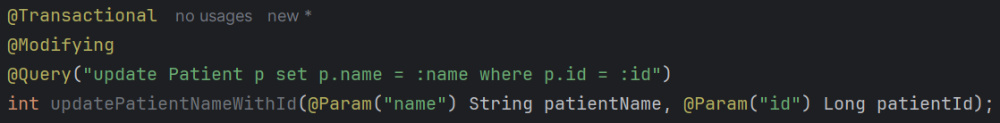 @Transactional no usages new *
@Modifying
@Query("update Patient p set p.name = :name where p.id = :id")
int updatePatientNameWithId(@Param("name") String patientName, @Param("id") Long patientId);